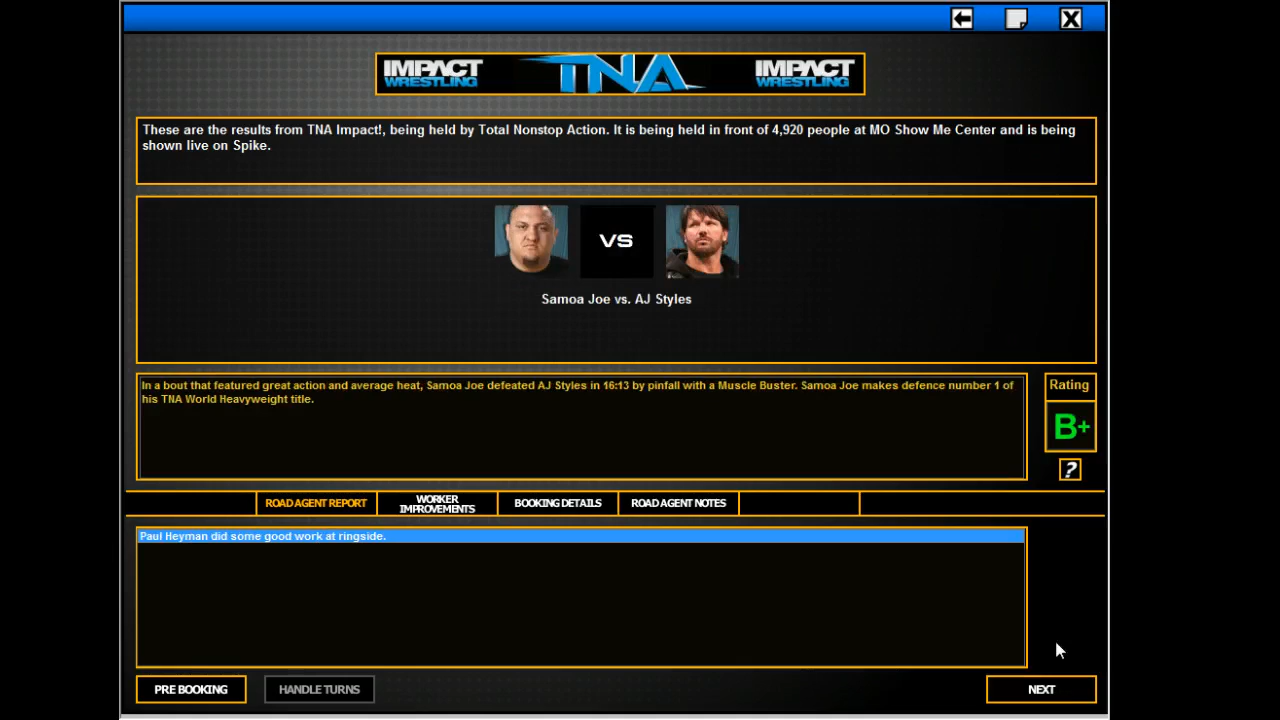 IMPACT WRESTLING TNA IMPACT WRESTLING
These are the results from TNA Impact!, being held by Total Nonstop Action. It is being held in front of 4,920 people at MO Show Me Center and is being
shown live on Spike.
VS
Samoa Joe vs. AJ Styles
In a bout that featured great action and average heat, Samoa Joe defeated AJ Styles in 16:13 by pinfall with a Muscle Buster. Samoa Joe makes defence number 1 of
his TNA World Heavyweight title.
Rating
B+
?
ROAD AGENT REPORT
WORKER
IMPROVEMENTS
BOOKING DETAILS
ROAD AGENT NOTES
Paul Heyman did some good work at ringside.
PRE BOOKING
HANDLE TURNS
NEXT